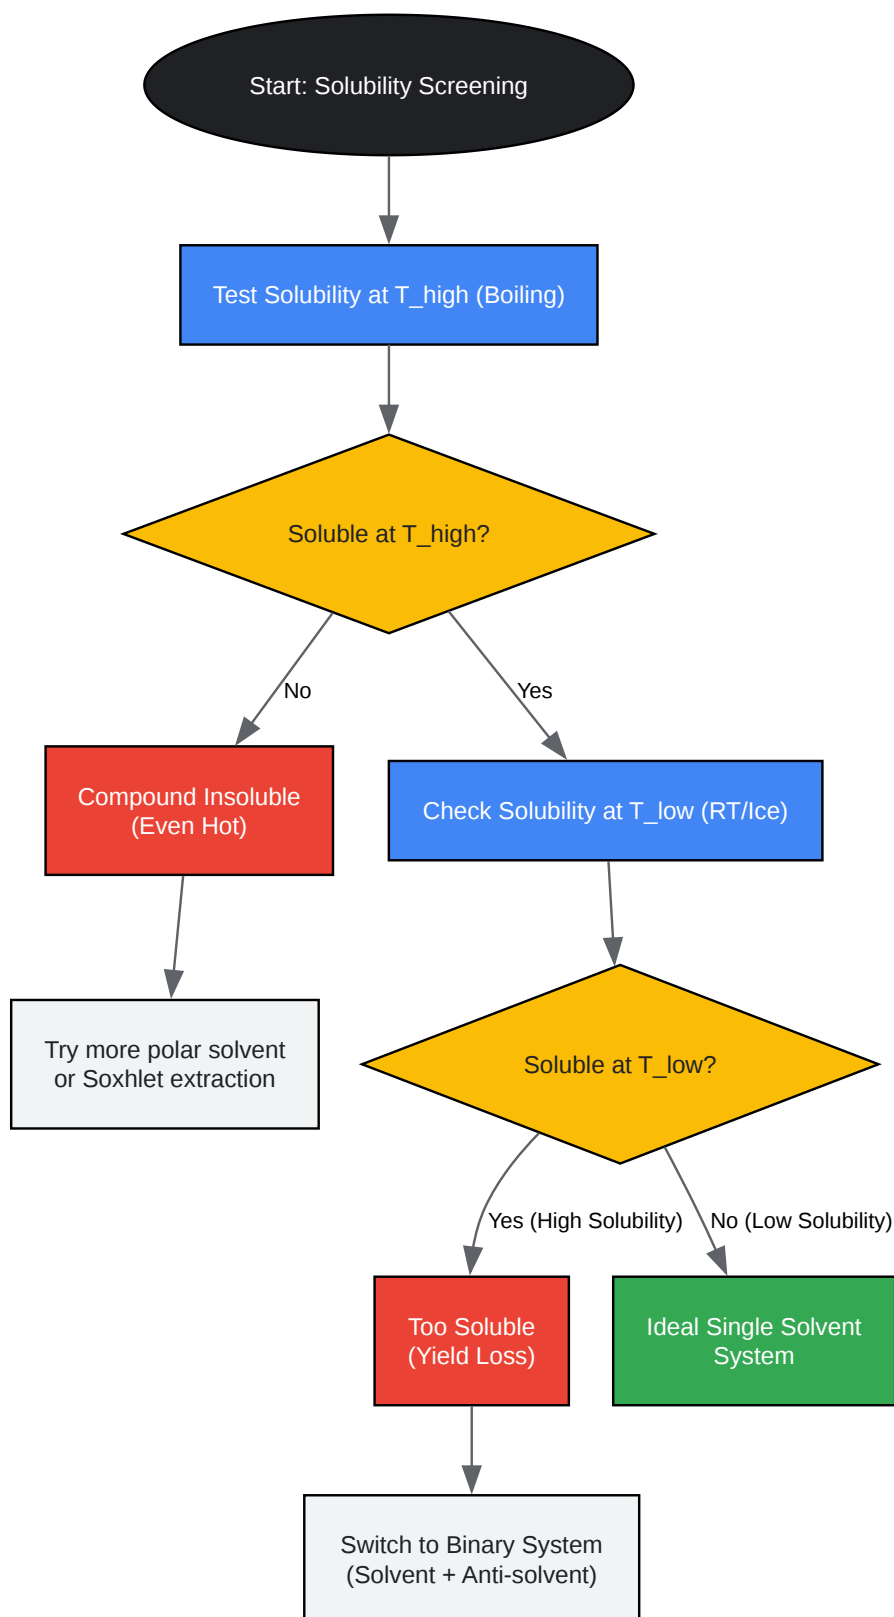 Start: Solubility Screening
Test Solubility at T_high (Boiling)
Soluble at T_high?
No
Yes
Compound Insoluble
(Even Hot)
Check Solubility at T_low (RT/Ice)
Try more polar solvent
or Soxhlet extraction
Soluble at T_low?
Yes (High Solubility)
No (Low Solubility)
Too Soluble
(Yield Loss)
Ideal Single Solvent
System
Switch to Binary System
(Solvent + Anti-solvent)